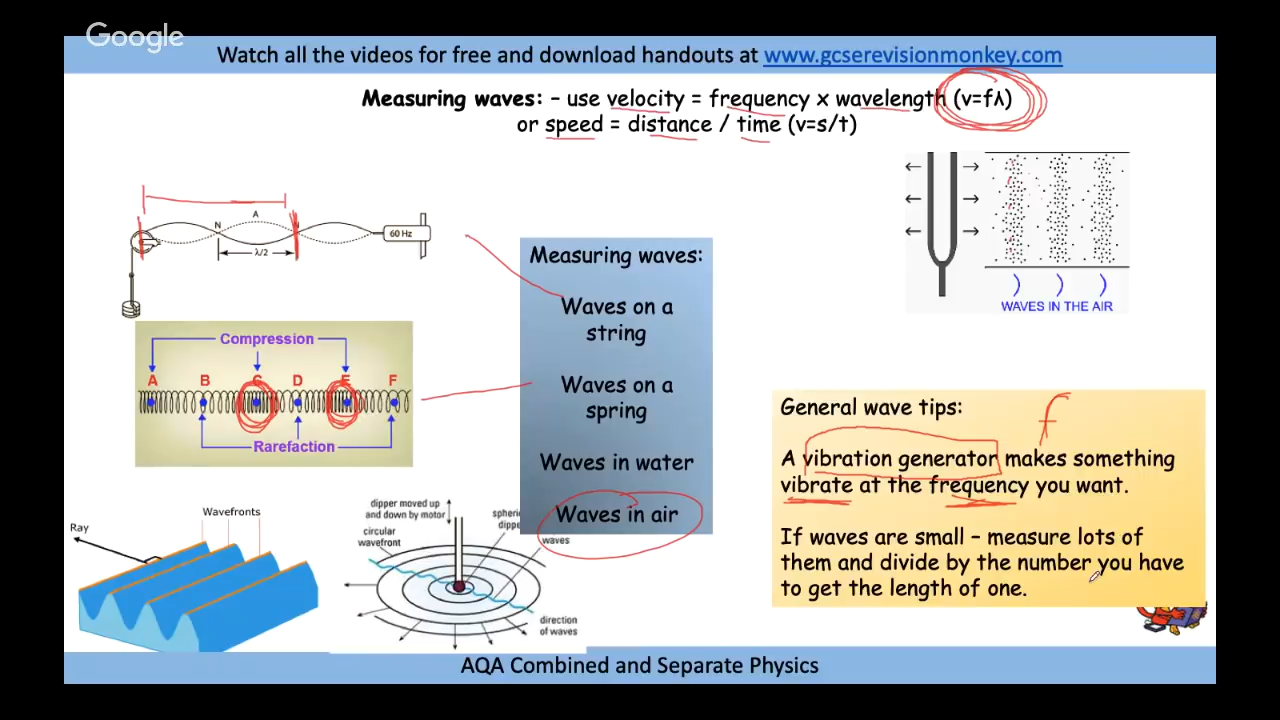 Google
Watch all the videos for free and download handouts at www.gcserevisionmonkey.com
Measuring waves: – use velocity = frequency x wavelength (v=fλ)
or speed = distance / time (v=s/t)
N
A
N
λ/2
60 Hz
WAVES IN THE AIR
Compression
A B C D E F
Rarefaction
Measuring waves:
Waves on a
string
Waves on a
spring
Waves in water
Waves in air
General wave tips:
f
A vibration generator makes something
vibrate at the frequency you want.
If waves are small – measure lots of
them and divide by the number you have
to get the length of one.
Wavefronts
Ray
dipper moved up
and down by motor
circular
wavefront
waves
direction
of waves
AQA Combined and Separate Physics